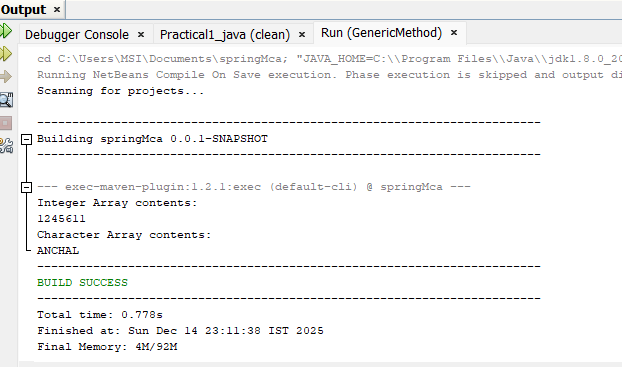 Output ×
Debugger Console × Practical1_java (clean) × Run (GenericMethod) ×
cd C:\Users\MSI\Documents\springMca; "JAVA_HOME=C:\\Program Files\\Java\\jdk1.8.0_20
Running NetBeans Compile On Save execution. Phase execution is skipped and output di
Scanning for projects...
------------------------------------------------------------------------
Building springMca 0.0.1-SNAPSHOT
------------------------------------------------------------------------
--- exec-maven-plugin:1.2.1:exec (default-cli) @ springMca ---
Integer Array contents:
1245611
Character Array contents:
ANCHAL
------------------------------------------------------------------------
BUILD SUCCESS
------------------------------------------------------------------------
Total time: 0.778s
Finished at: Sun Dec 14 23:11:38 IST 2025
Final Memory: 4M/92M